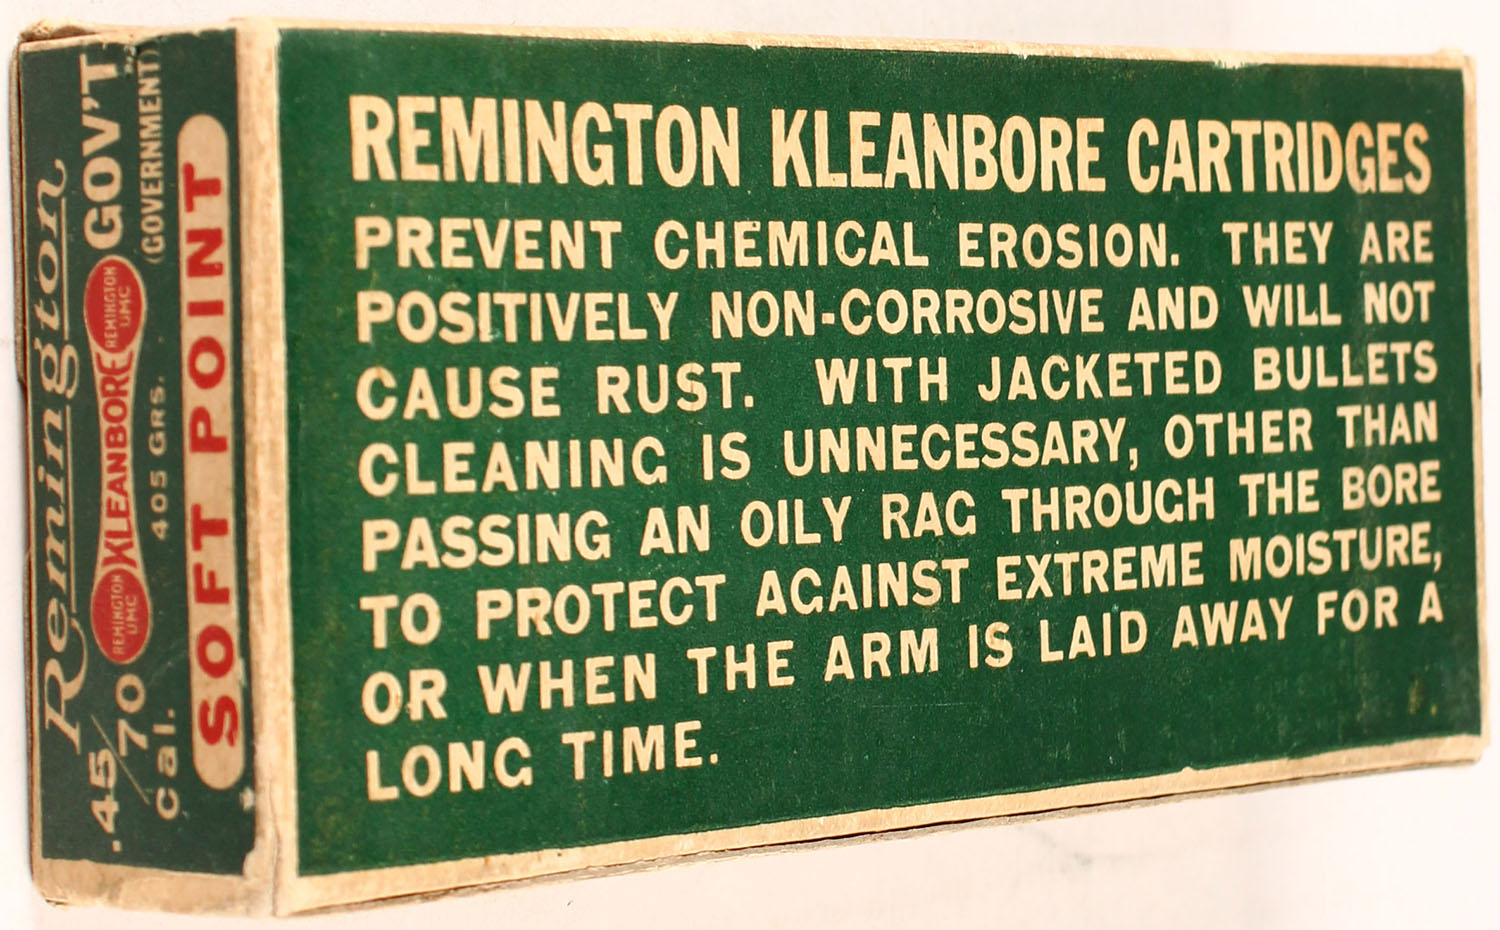 REMINGTON KLEANBORE CARTRIDGES
PREVENT CHEMICAL EROSION. THEY ARE
POSITIVELY NON-CORROSIVE AND WILL NOT
CAUSE RUST. WITH JACKETED BULLETS
CLEANING IS UNNECESSARY, OTHER THAN
PASSING AN OILY RAG THROUGH THE BORE
TO PROTECT AGAINST EXTREME MOISTURE,
OR WHEN THE ARM IS LAID AWAY FOR A
LONG TIME.
Remington
.45/70 REMINGTON UMC KLEANBORE REMINGTON UMC GOV'T
Cal. 405 GRS. (GOVERNMENT)
SOFT POINT